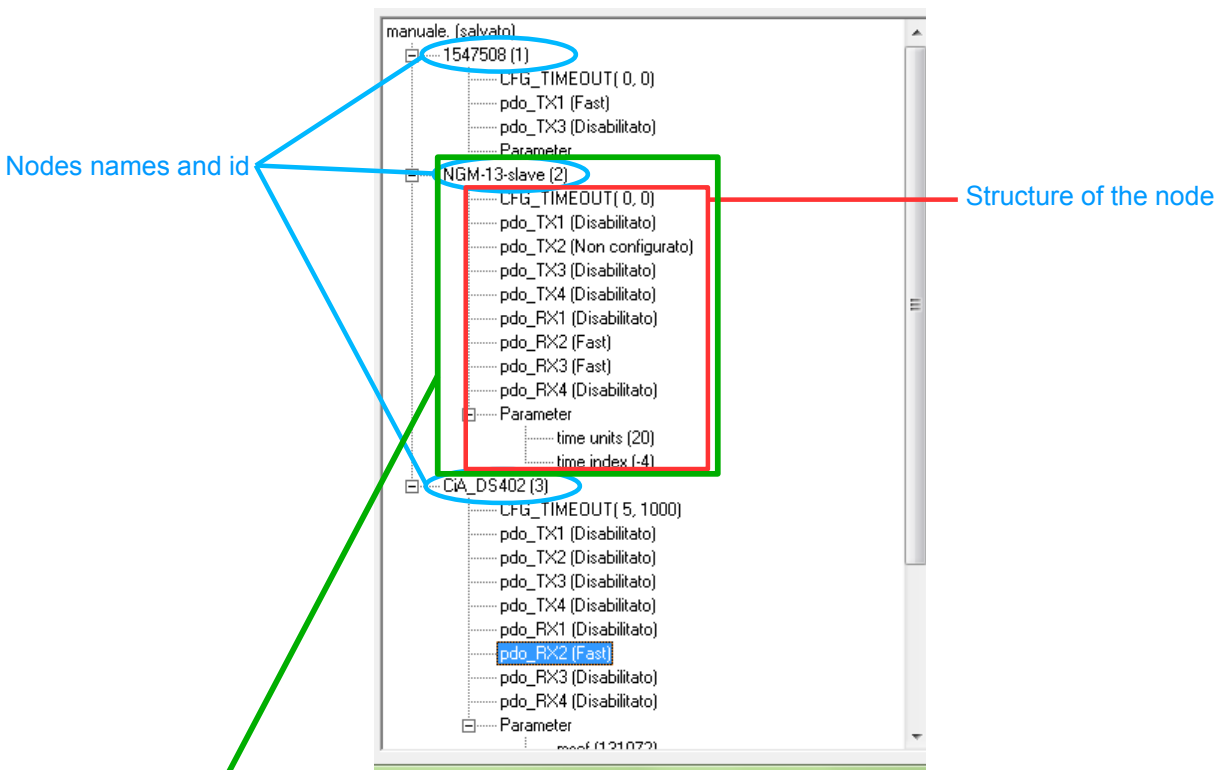 manuale. (salvato)
1547508 (1)
CFG_TIMEOUT( 0, 0)
pdo_TX1 (Fast)
pdo_TX3 (Disabilitato)
Parameter
Nodes names and id
NGM-13-slave (2)
Structure of the node
CFG_TIMEOUT( 0, 0)
pdo_TX1 (Disabilitato)
pdo_TX2 (Non configurato)
pdo_TX3 (Disabilitato)
pdo_TX4 (Disabilitato)
pdo_RX1 (Disabilitato)
pdo_RX2 (Fast)
pdo_RX3 (Fast)
pdo_RX4 (Disabilitato)
Parameter
time units (20)
time index (-4)
CiA_DS402 (3)
CFG_TIMEOUT( 5, 1000)
pdo_TX1 (Disabilitato)
pdo_TX2 (Disabilitato)
pdo_TX3 (Disabilitato)
pdo_TX4 (Disabilitato)
pdo_RX1 (Disabilitato)
pdo_RX2 (Fast)
pdo_RX3 (Disabilitato)
pdo_RX4 (Disabilitato)
Parameter
(131072)